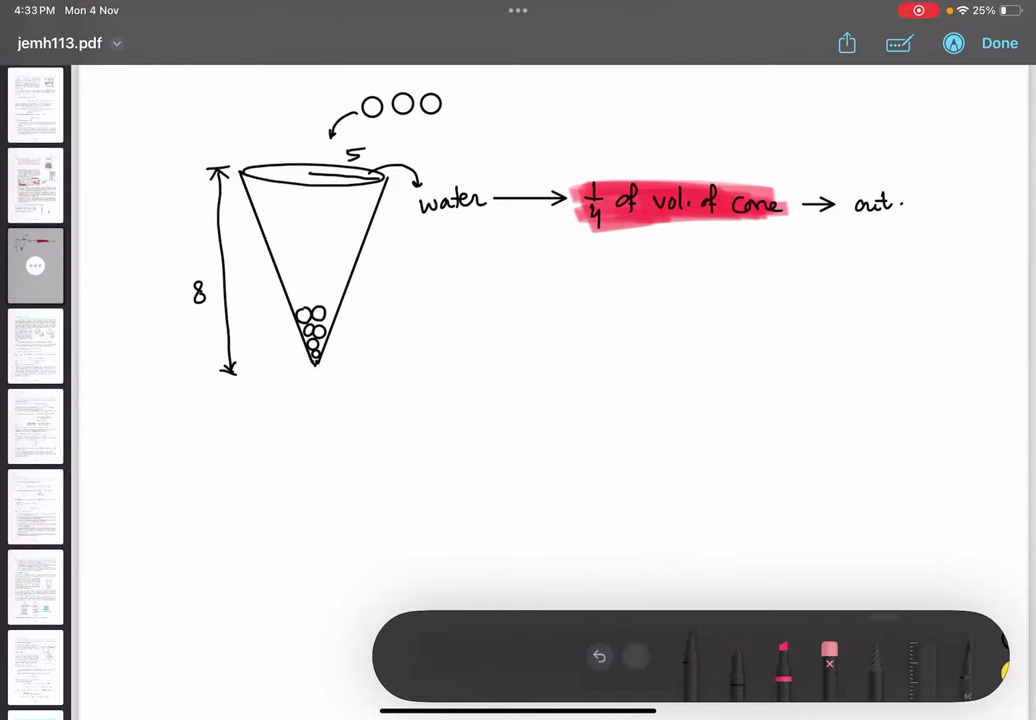 4:33 PM Mon 4 Nov
25%
jemh113.pdf
Done
5
water → 1/4 of vol. of cone → out.
8